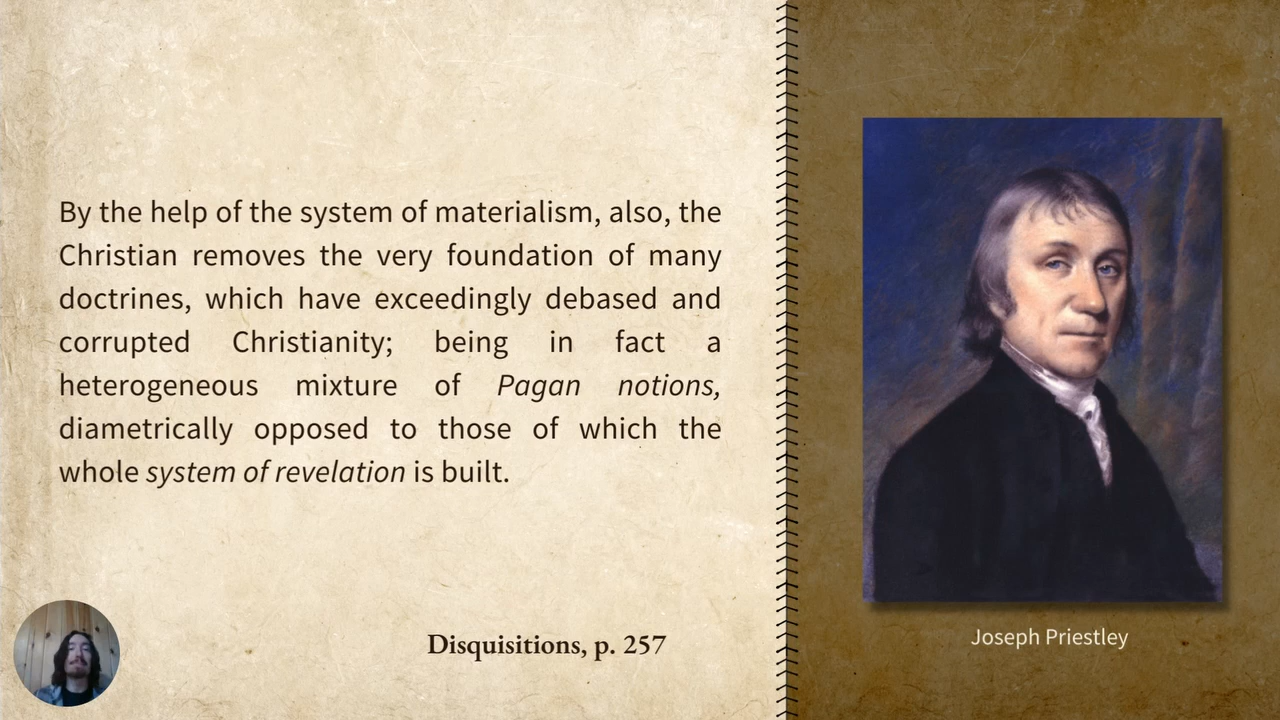 By the help of the system of materialism, also, the
Christian removes the very foundation of many
doctrines, which have exceedingly debased and
corrupted Christianity; being in fact a
heterogeneous mixture of Pagan notions,
diametrically opposed to those of which the
whole system of revelation is built.
Disquisitions, p. 257
Joseph Priestley